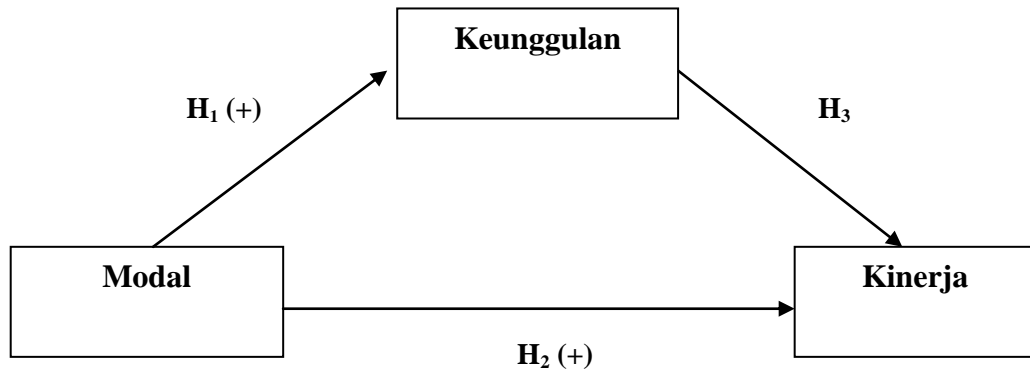 Keunggulan
H₁ (+)
H₃
Modal
Kinerja
H₂ (+)